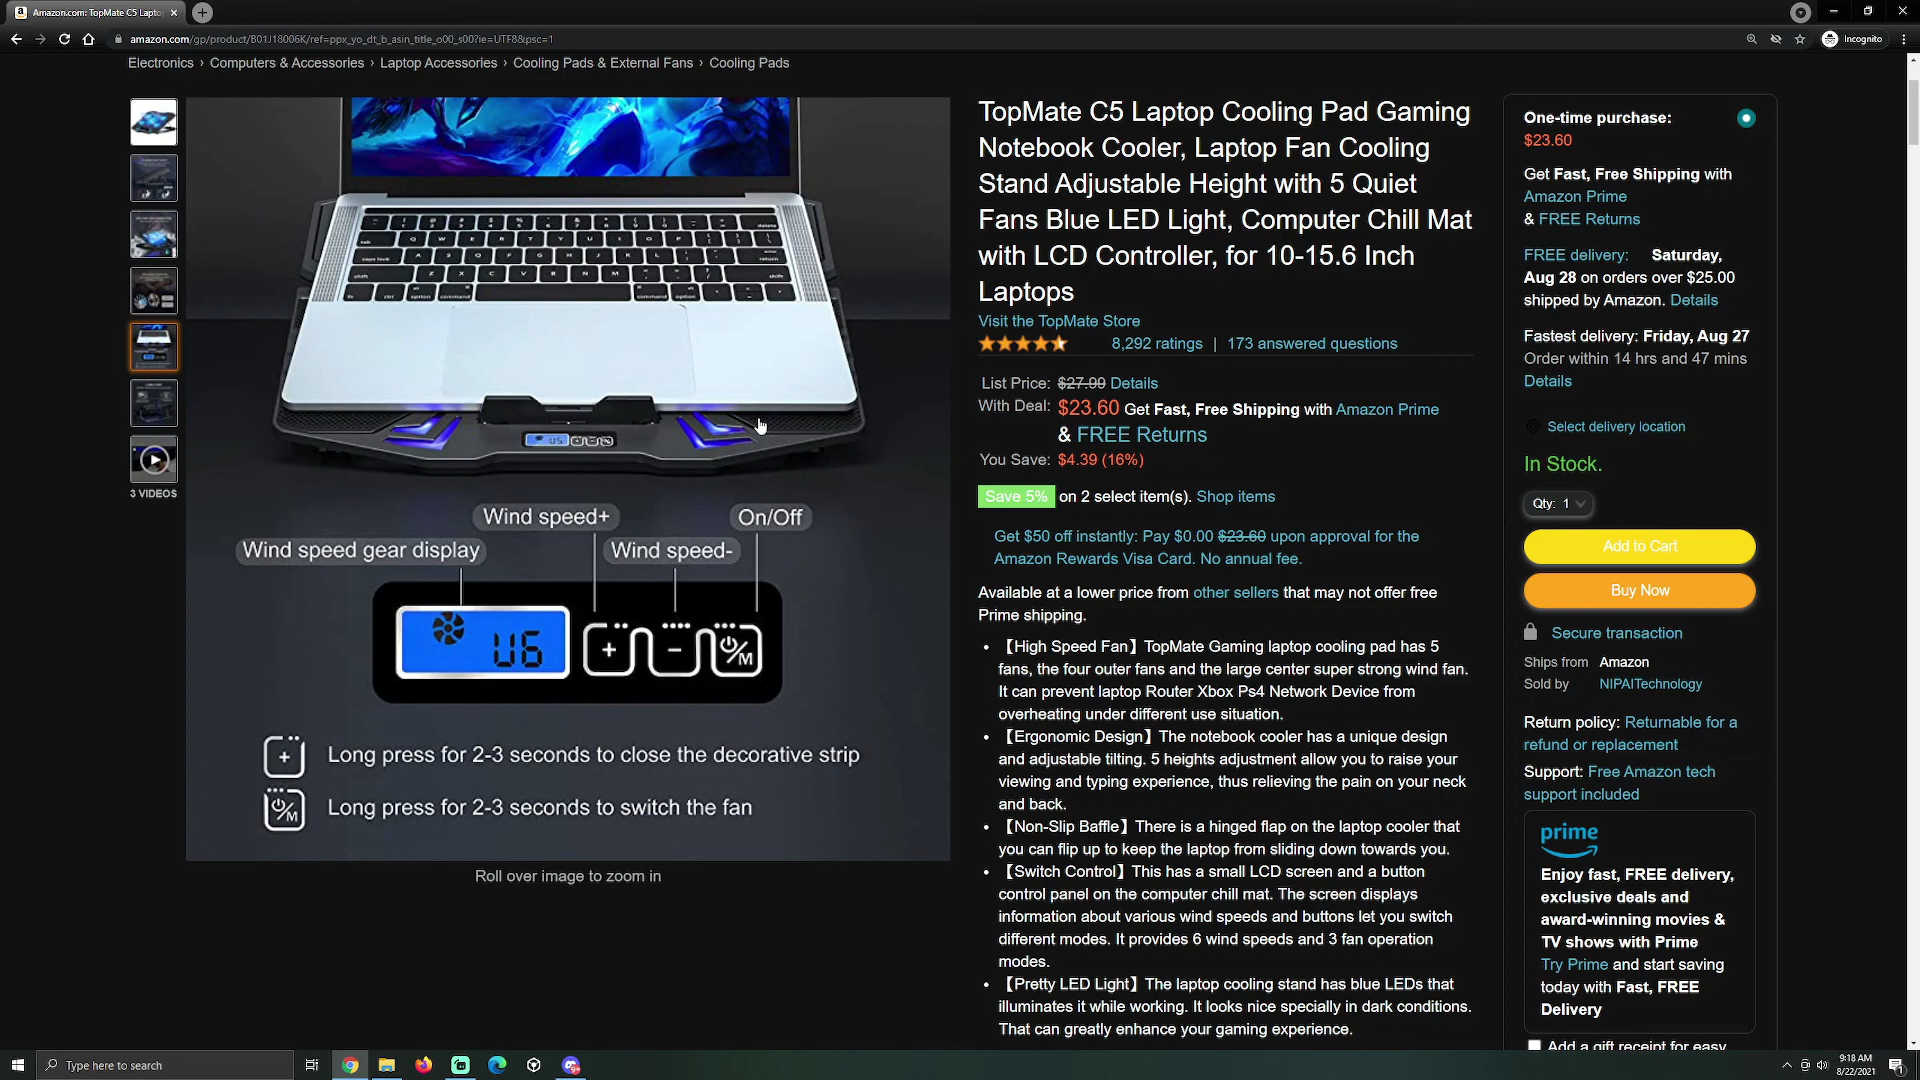 Amazon.com: TopMate C5 Lapto
amazon.com/gp/product/B01J18006K/ref=ppx_yo_dt_b_asin_title_o00_s00?ie=UTF8&psc=1
Incognito
Electronics › Computers & Accessories › Laptop Accessories › Cooling Pads & External Fans › Cooling Pads
3 VIDEOS
Wind speed+
On/Off
Wind speed gear display
Wind speed-
U6
+
-
M
+ Long press for 2-3 seconds to close the decorative strip
M Long press for 2-3 seconds to switch the fan
Roll over image to zoom in
TopMate C5 Laptop Cooling Pad Gaming
Notebook Cooler, Laptop Fan Cooling
Stand Adjustable Height with 5 Quiet
Fans Blue LED Light, Computer Chill Mat
with LCD Controller, for 10-15.6 Inch
Laptops
Visit the TopMate Store
8,292 ratings | 173 answered questions
List Price: $27.99 Details
With Deal: $23.60 Get Fast, Free Shipping with Amazon Prime
& FREE Returns
You Save: $4.39 (16%)
Save 5% on 2 select item(s). Shop items
Get $50 off instantly: Pay $0.00 $23.60 upon approval for the
Amazon Rewards Visa Card. No annual fee.
Available at a lower price from other sellers that may not offer free
Prime shipping.
• 【High Speed Fan】TopMate Gaming laptop cooling pad has 5
fans, the four outer fans and the large center super strong wind fan.
It can prevent laptop Router Xbox Ps4 Network Device from
overheating under different use situation.
• 【Ergonomic Design】The notebook cooler has a unique design
and adjustable tilting. 5 heights adjustment allow you to raise your
viewing and typing experience, thus relieving the pain on your neck
and back.
• 【Non-Slip Baffle】There is a hinged flap on the laptop cooler that
you can flip up to keep the laptop from sliding down towards you.
• 【Switch Control】This has a small LCD screen and a button
control panel on the computer chill mat. The screen displays
information about various wind speeds and buttons let you switch
different modes. It provides 6 wind speeds and 3 fan operation
modes.
• 【Pretty LED Light】The laptop cooling stand has blue LEDs that
illuminates it while working. It looks nice specially in dark conditions.
That can greatly enhance your gaming experience.
One-time purchase:
$23.60
Get Fast, Free Shipping with
Amazon Prime
& FREE Returns
FREE delivery: Saturday,
Aug 28 on orders over $25.00
shipped by Amazon. Details
Fastest delivery: Friday, Aug 27
Order within 14 hrs and 47 mins
Details
Select delivery location
In Stock.
Qty: 1
Add to Cart
Buy Now
Secure transaction
Ships from Amazon
Sold by NIPAITechnology
Return policy: Returnable for a
refund or replacement
Support: Free Amazon tech
support included
prime
Enjoy fast, FREE delivery,
exclusive deals and
award-winning movies &
TV shows with Prime
Try Prime and start saving
today with Fast, FREE
Delivery
Add a gift receipt for easy
Type here to search
9:18 AM
8/22/2021